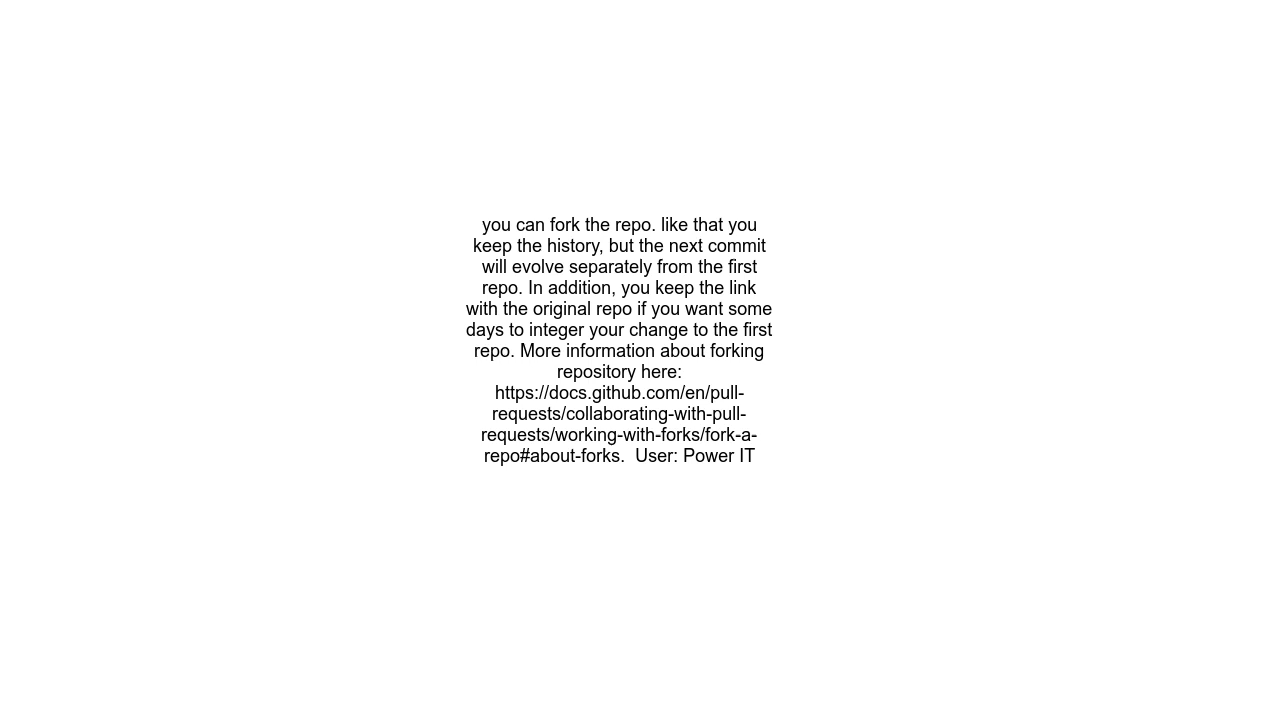 you can fork the repo. like that you
keep the history, but the next commit
will evolve separately from the first
repo. In addition, you keep the link
with the original repo if you want some
days to integer your change to the first
repo. More information about forking
repository here:
https://docs.github.com/en/pull-
requests/collaborating-with-pull-
requests/working-with-forks/fork-a-
repo#about-forks.  User: Power IT